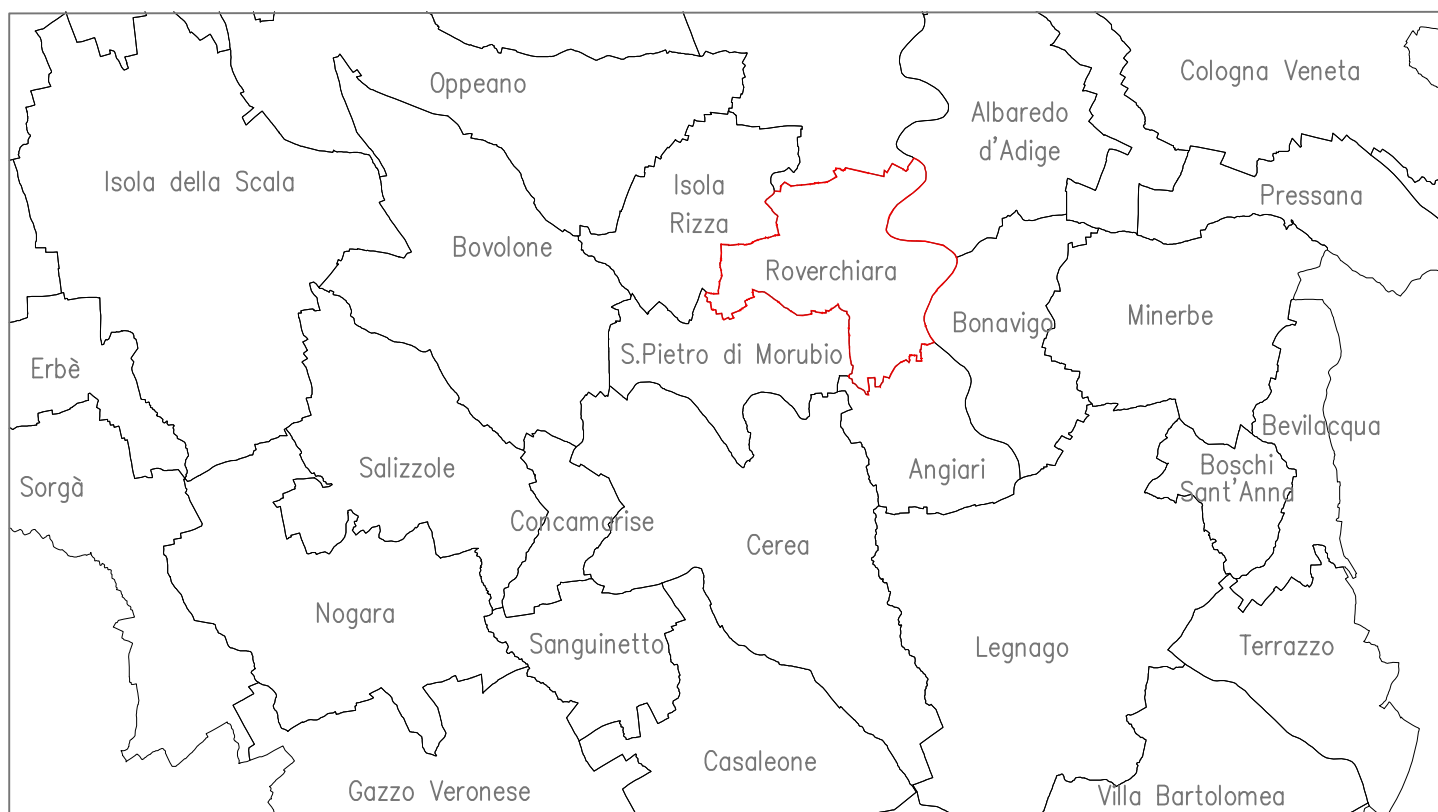 Cologna Veneta
Oppeano
Albaredo
d'Adige
Isola della Scala
Isola
Rizza
Pressana
Bovolone
Roverchiara
Bonavigo
Minerbe
S.Pietro di Morubio
Erbè
Bevilacqua
Salizzole
Angiari
Boschi
Sant'Anna
Sorgà
Concamarise
Cerea
Nogara
Sanguinetto
Legnago
Terrazzo
Casaleone
Gazzo Veronese
Villa Bartolomea